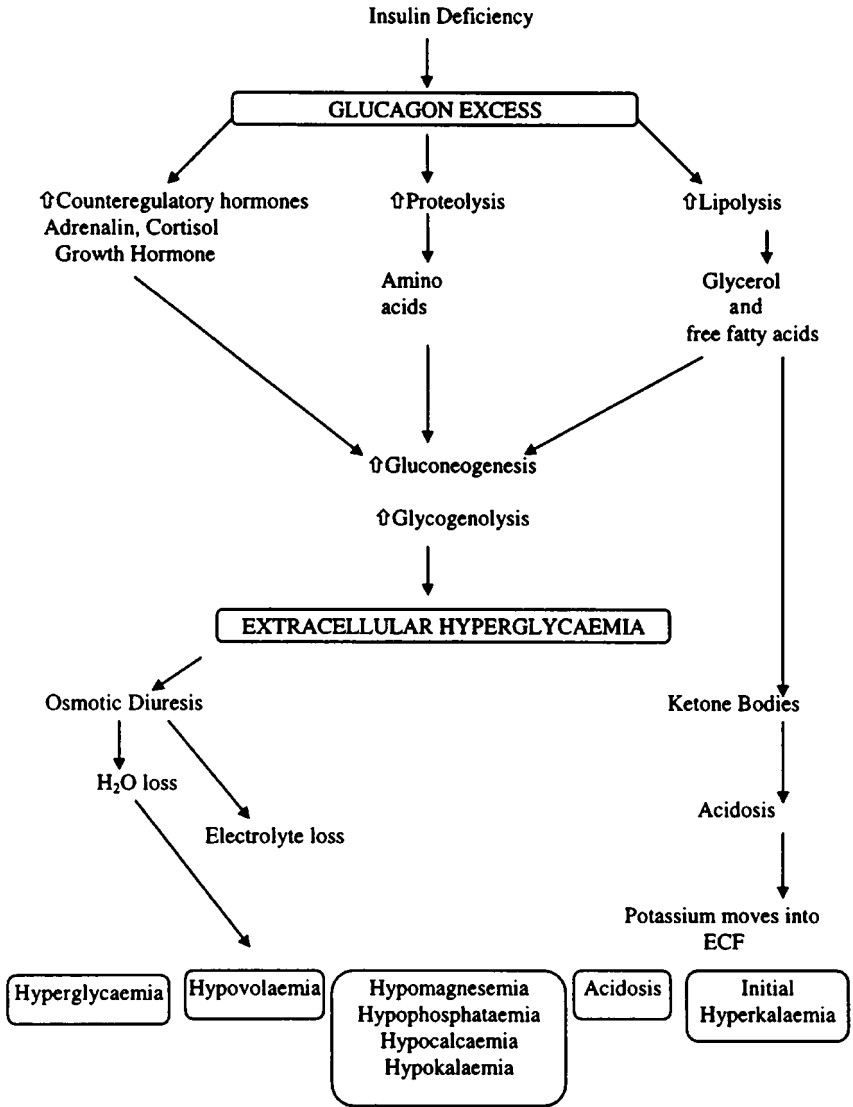 Insulin Deficiency
GLUCAGON EXCESS
⇧Counteregulatory hormones
Adrenalin, Cortisol
Growth Hormone
⇧Proteolysis
⇧Lipolysis
Amino
acids
Glycerol
and
free fatty acids
⇧Gluconeogenesis
⇧Glycogenolysis
EXTRACELLULAR HYPERGLYCAEMIA
Osmotic Diuresis
Ketone Bodies
H₂O loss
Acidosis
Electrolyte loss
Potassium moves into
ECF
Hyperglycaemia
Hypovolaemia
Hypomagnesemia
Hypophosphataemia
Hypocalcaemia
Hypokalaemia
Acidosis
Initial
Hyperkalaemia